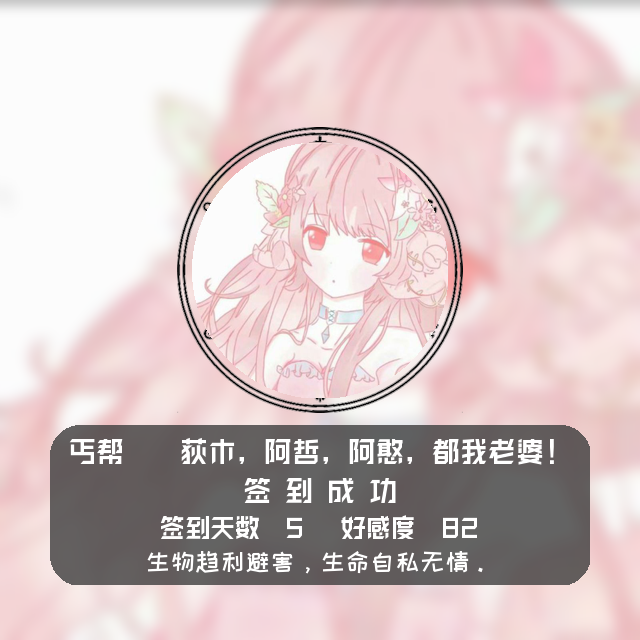 丐帮  荻木，阿哲，阿憨，都我老婆！
签 到 成 功
签到天数 5 好感度 82
生物趋利避害，生命自私无情．